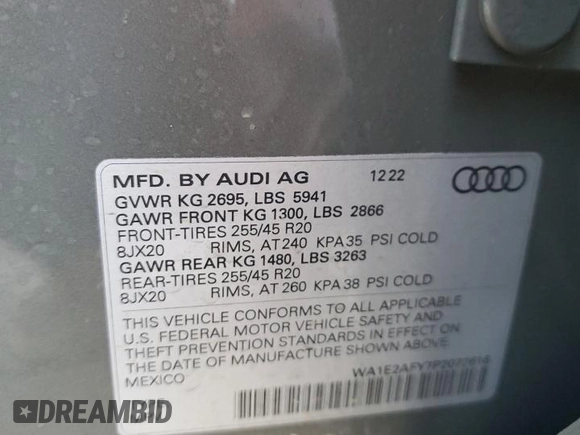 MFD. BY AUDI AG 12 22
GVWR KG 2695, LBS 5941
GAWR FRONT KG 1300, LBS 2866
FRONT-TIRES 255/45 R20
8JX20 RIMS, AT 240 KPA 35 PSI COLD
GAWR REAR KG 1480, LBS 3263
REAR-TIRES 255/45 R20
8JX20 RIMS, AT 260 KPA 38 PSI COLD
THIS VEHICLE CONFORMS TO ALL APPLICABLE
U.S. FEDERAL MOTOR VEHICLE SAFETY AND
THEFT PREVENTION STANDARDS IN EFFECT ON
THE DATE OF MANUFACTURE SHOWN ABOVE
MEXICO
DREAMBID